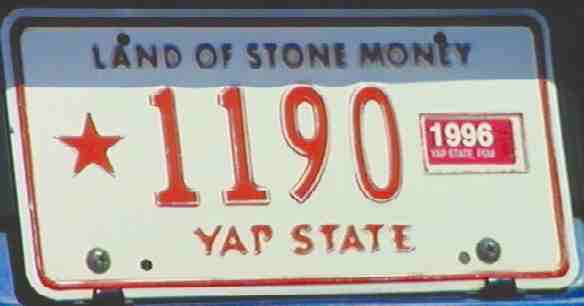 LAND OF STONE MONEY
★1190
1996
YAP STATE, FSM
YAP STATE